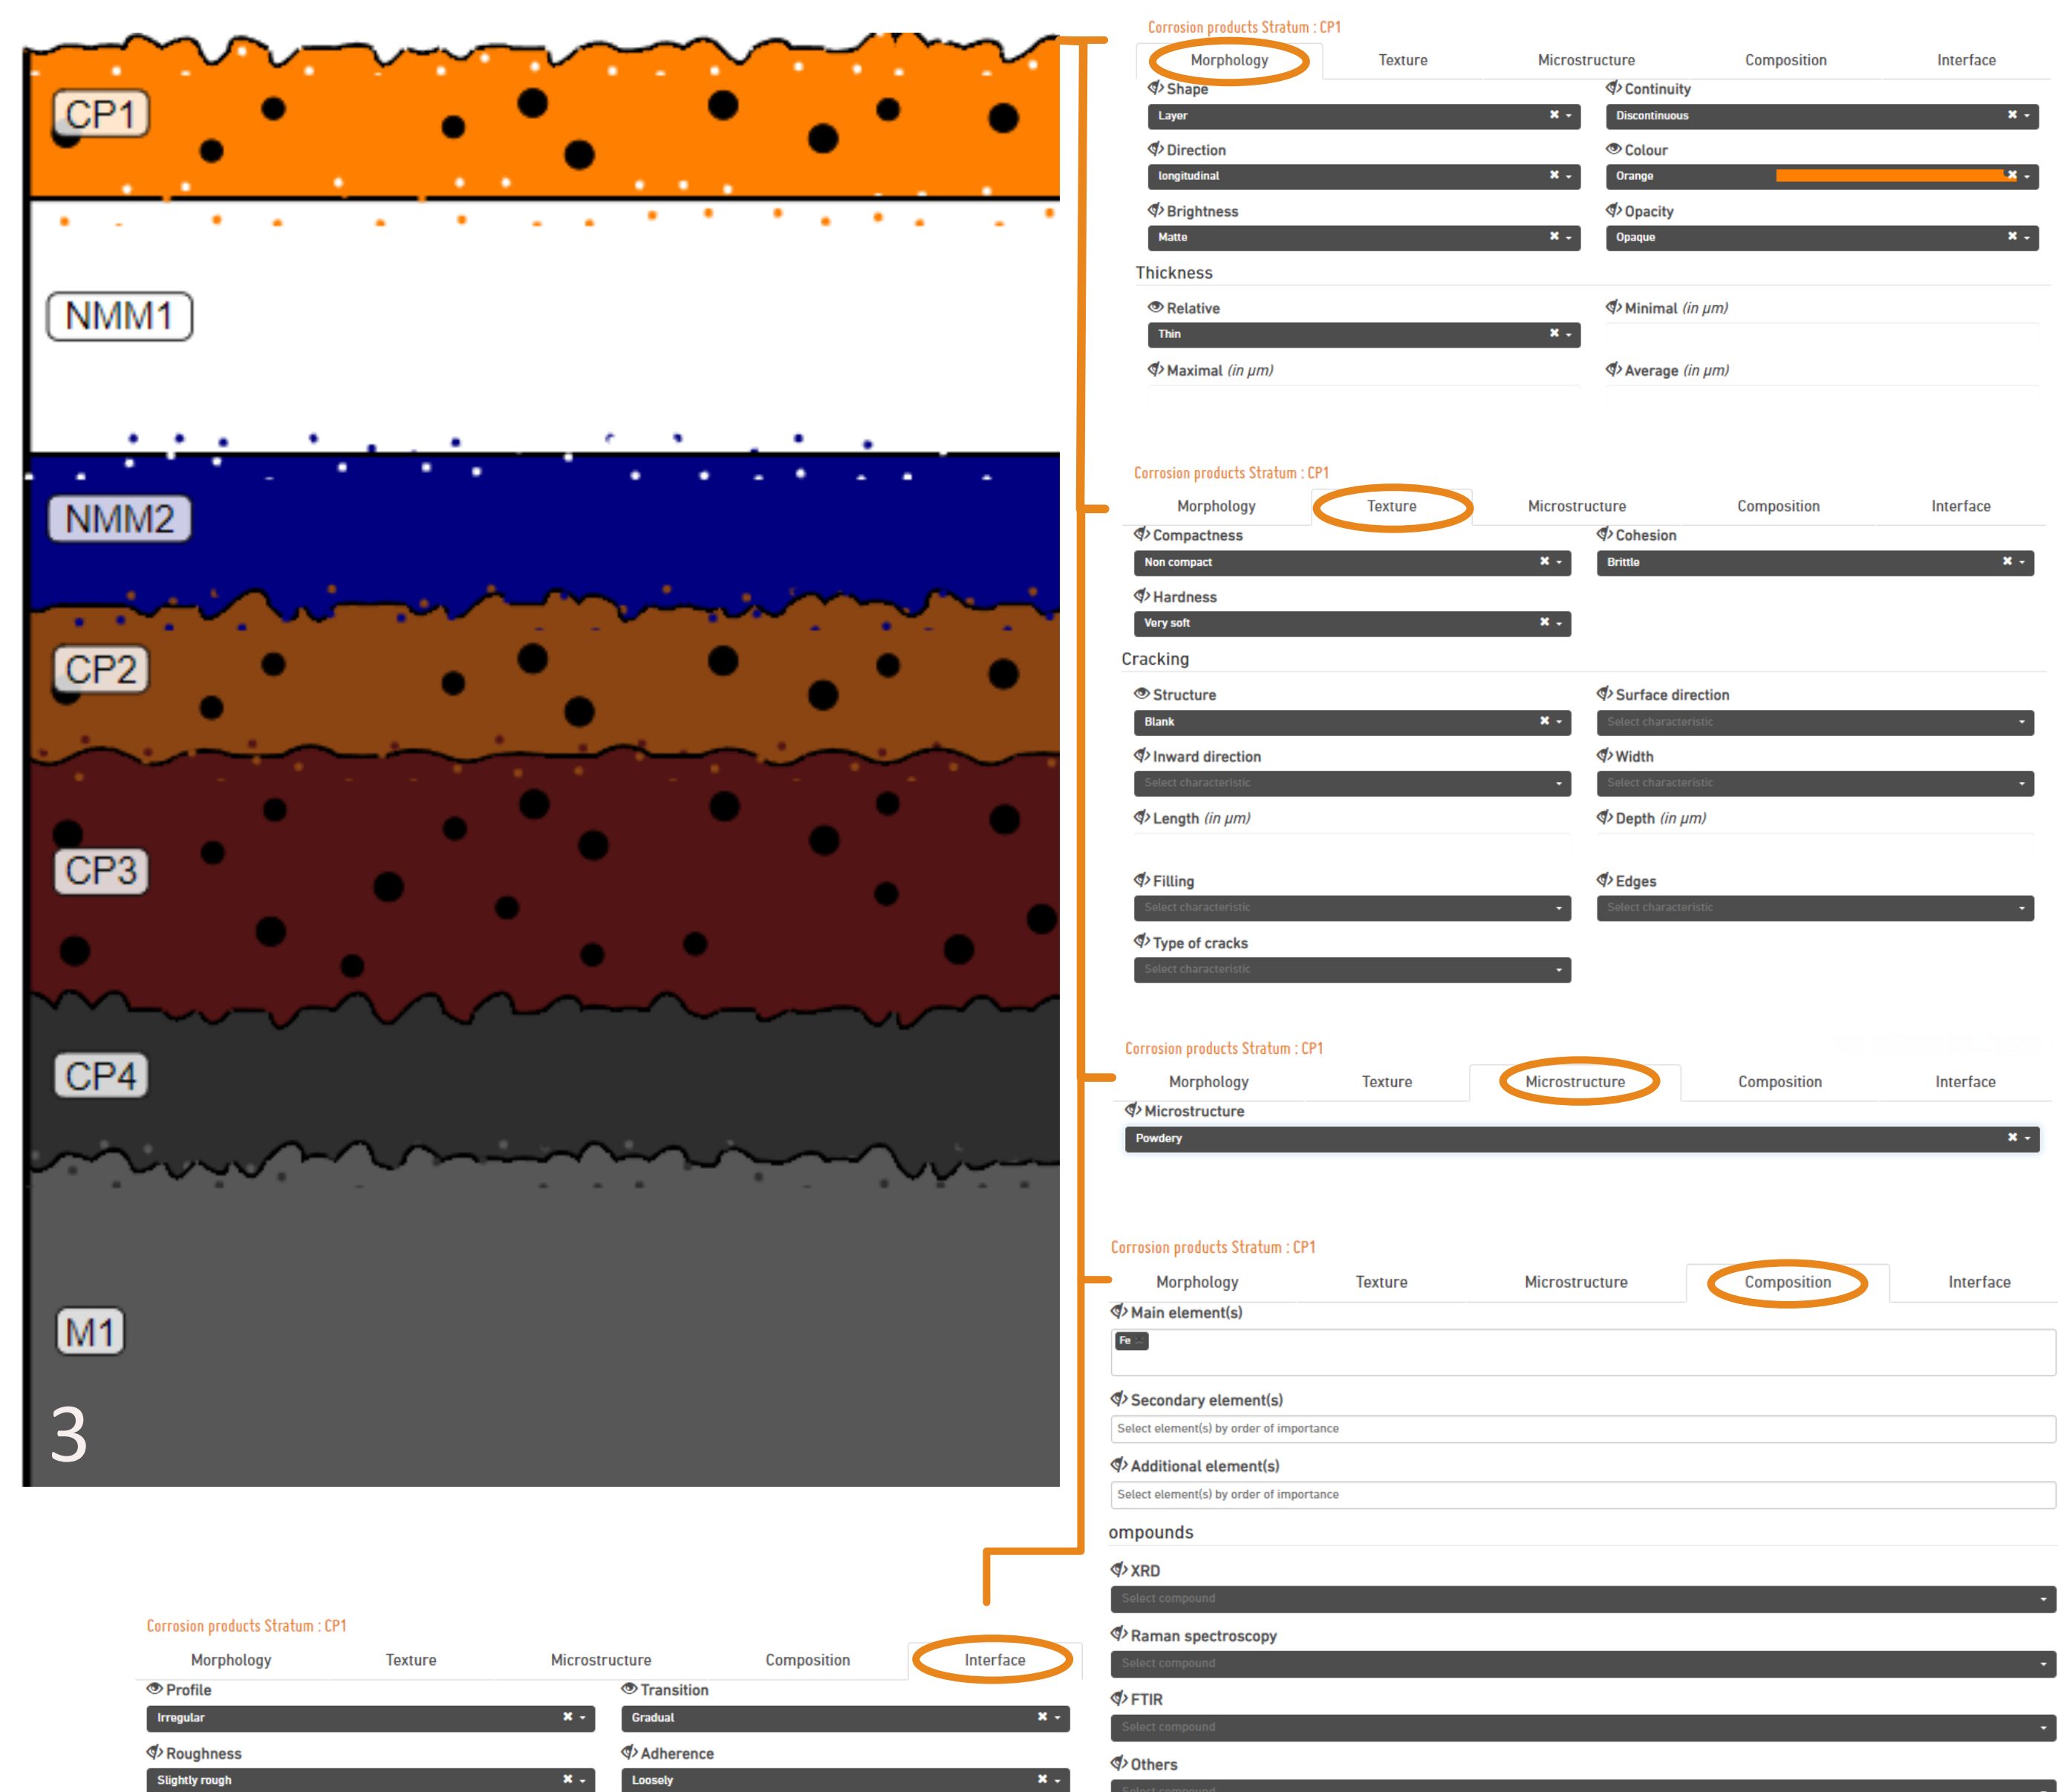 CP1
NMM1
NMM2
CP2
CP3
CP4
M1
3
Corrosion products Stratum : CP1
Morphology Texture Microstructure Composition Interface
Shape Continuity
Layer Discontinuous
Direction Colour
longitudinal Orange
Brightness Opacity
Matte Opaque
Thickness
Relative Minimal (in µm)
Thin
Maximal (in µm) Average (in µm)
Corrosion products Stratum : CP1
Morphology Texture Microstructure Composition Interface
Compactness Cohesion
Non compact Brittle
Hardness
Very soft
Cracking
Structure Surface direction
Blank Select characteristic
Inward direction Width
Select characteristic Select characteristic
Length (in µm) Depth (in µm)
Filling Edges
Select characteristic Select characteristic
Type of cracks
Select characteristic
Corrosion products Stratum : CP1
Morphology Texture Microstructure Composition Interface
Microstructure
Powdery
Corrosion products Stratum : CP1
Morphology Texture Microstructure Composition Interface
Main element(s)
Fe
Secondary element(s)
Select element(s) by order of importance
Additional element(s)
Select element(s) by order of importance
ompounds
XRD
Select compound
Raman spectroscopy
Select compound
FTIR
Select compound
Others
Select compound
Corrosion products Stratum : CP1
Morphology Texture Microstructure Composition Interface
Profile Transition
Irregular Gradual
Roughness Adherence
Slightly rough Loosely